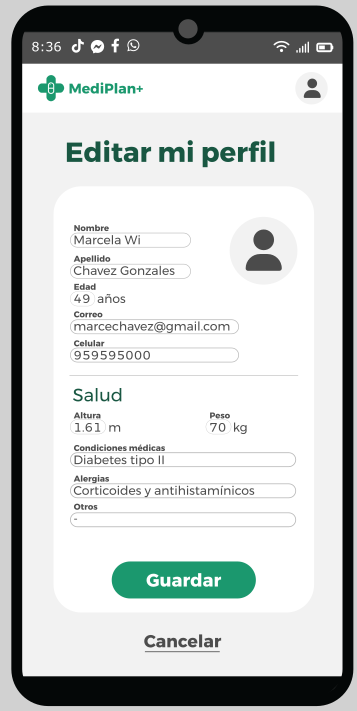 8:36
MediPlan+
Editar mi perfil
Nombre
Marcela Wi
Apellido
Chavez Gonzales
Edad
49 años
Correo
marcechavez@gmail.com
Celular
959595000
Salud
Altura Peso
1.61 m 70 kg
Condiciones médicas
Diabetes tipo II
Alergias
Corticoides y antihistamínicos
Otros
-
Guardar
Cancelar